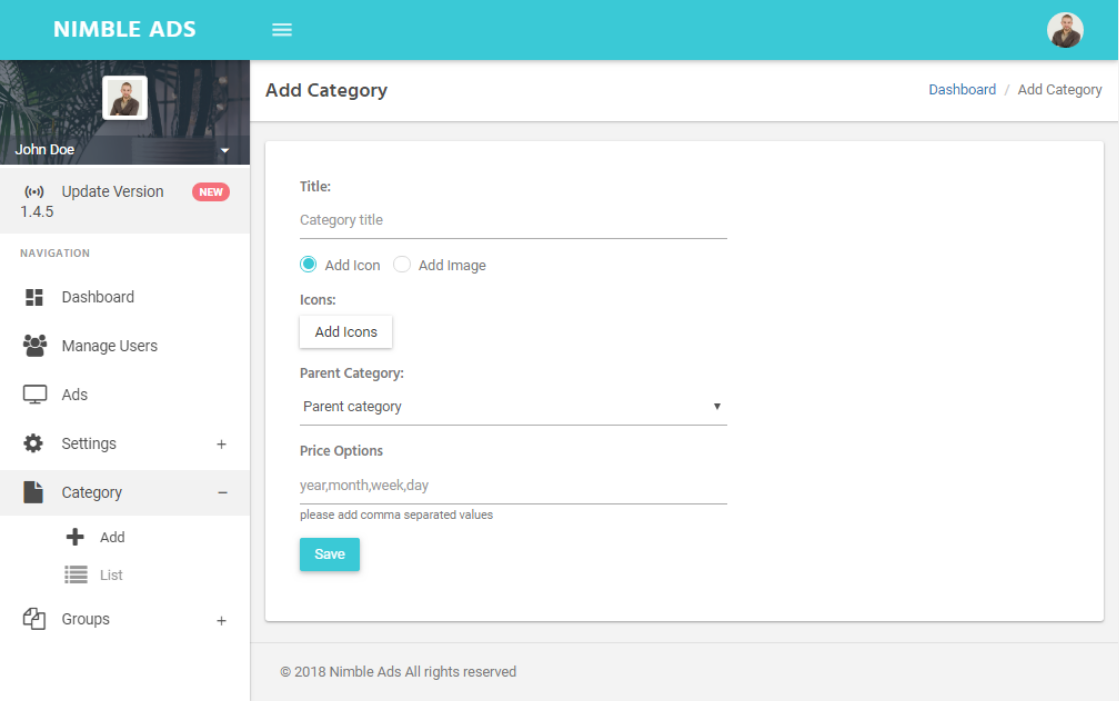 NIMBLE ADS
John Doe
Update Version NEW
1.4.5
NAVIGATION
Dashboard
Manage Users
Ads
Settings +
Category −
Add
List
Groups +
Add Category
Dashboard / Add Category
Title:
Category title
Add Icon Add Image
Icons:
Add Icons
Parent Category:
Parent category
Price Options
year,month,week,day
please add comma separated values
Save
© 2018 Nimble Ads All rights reserved